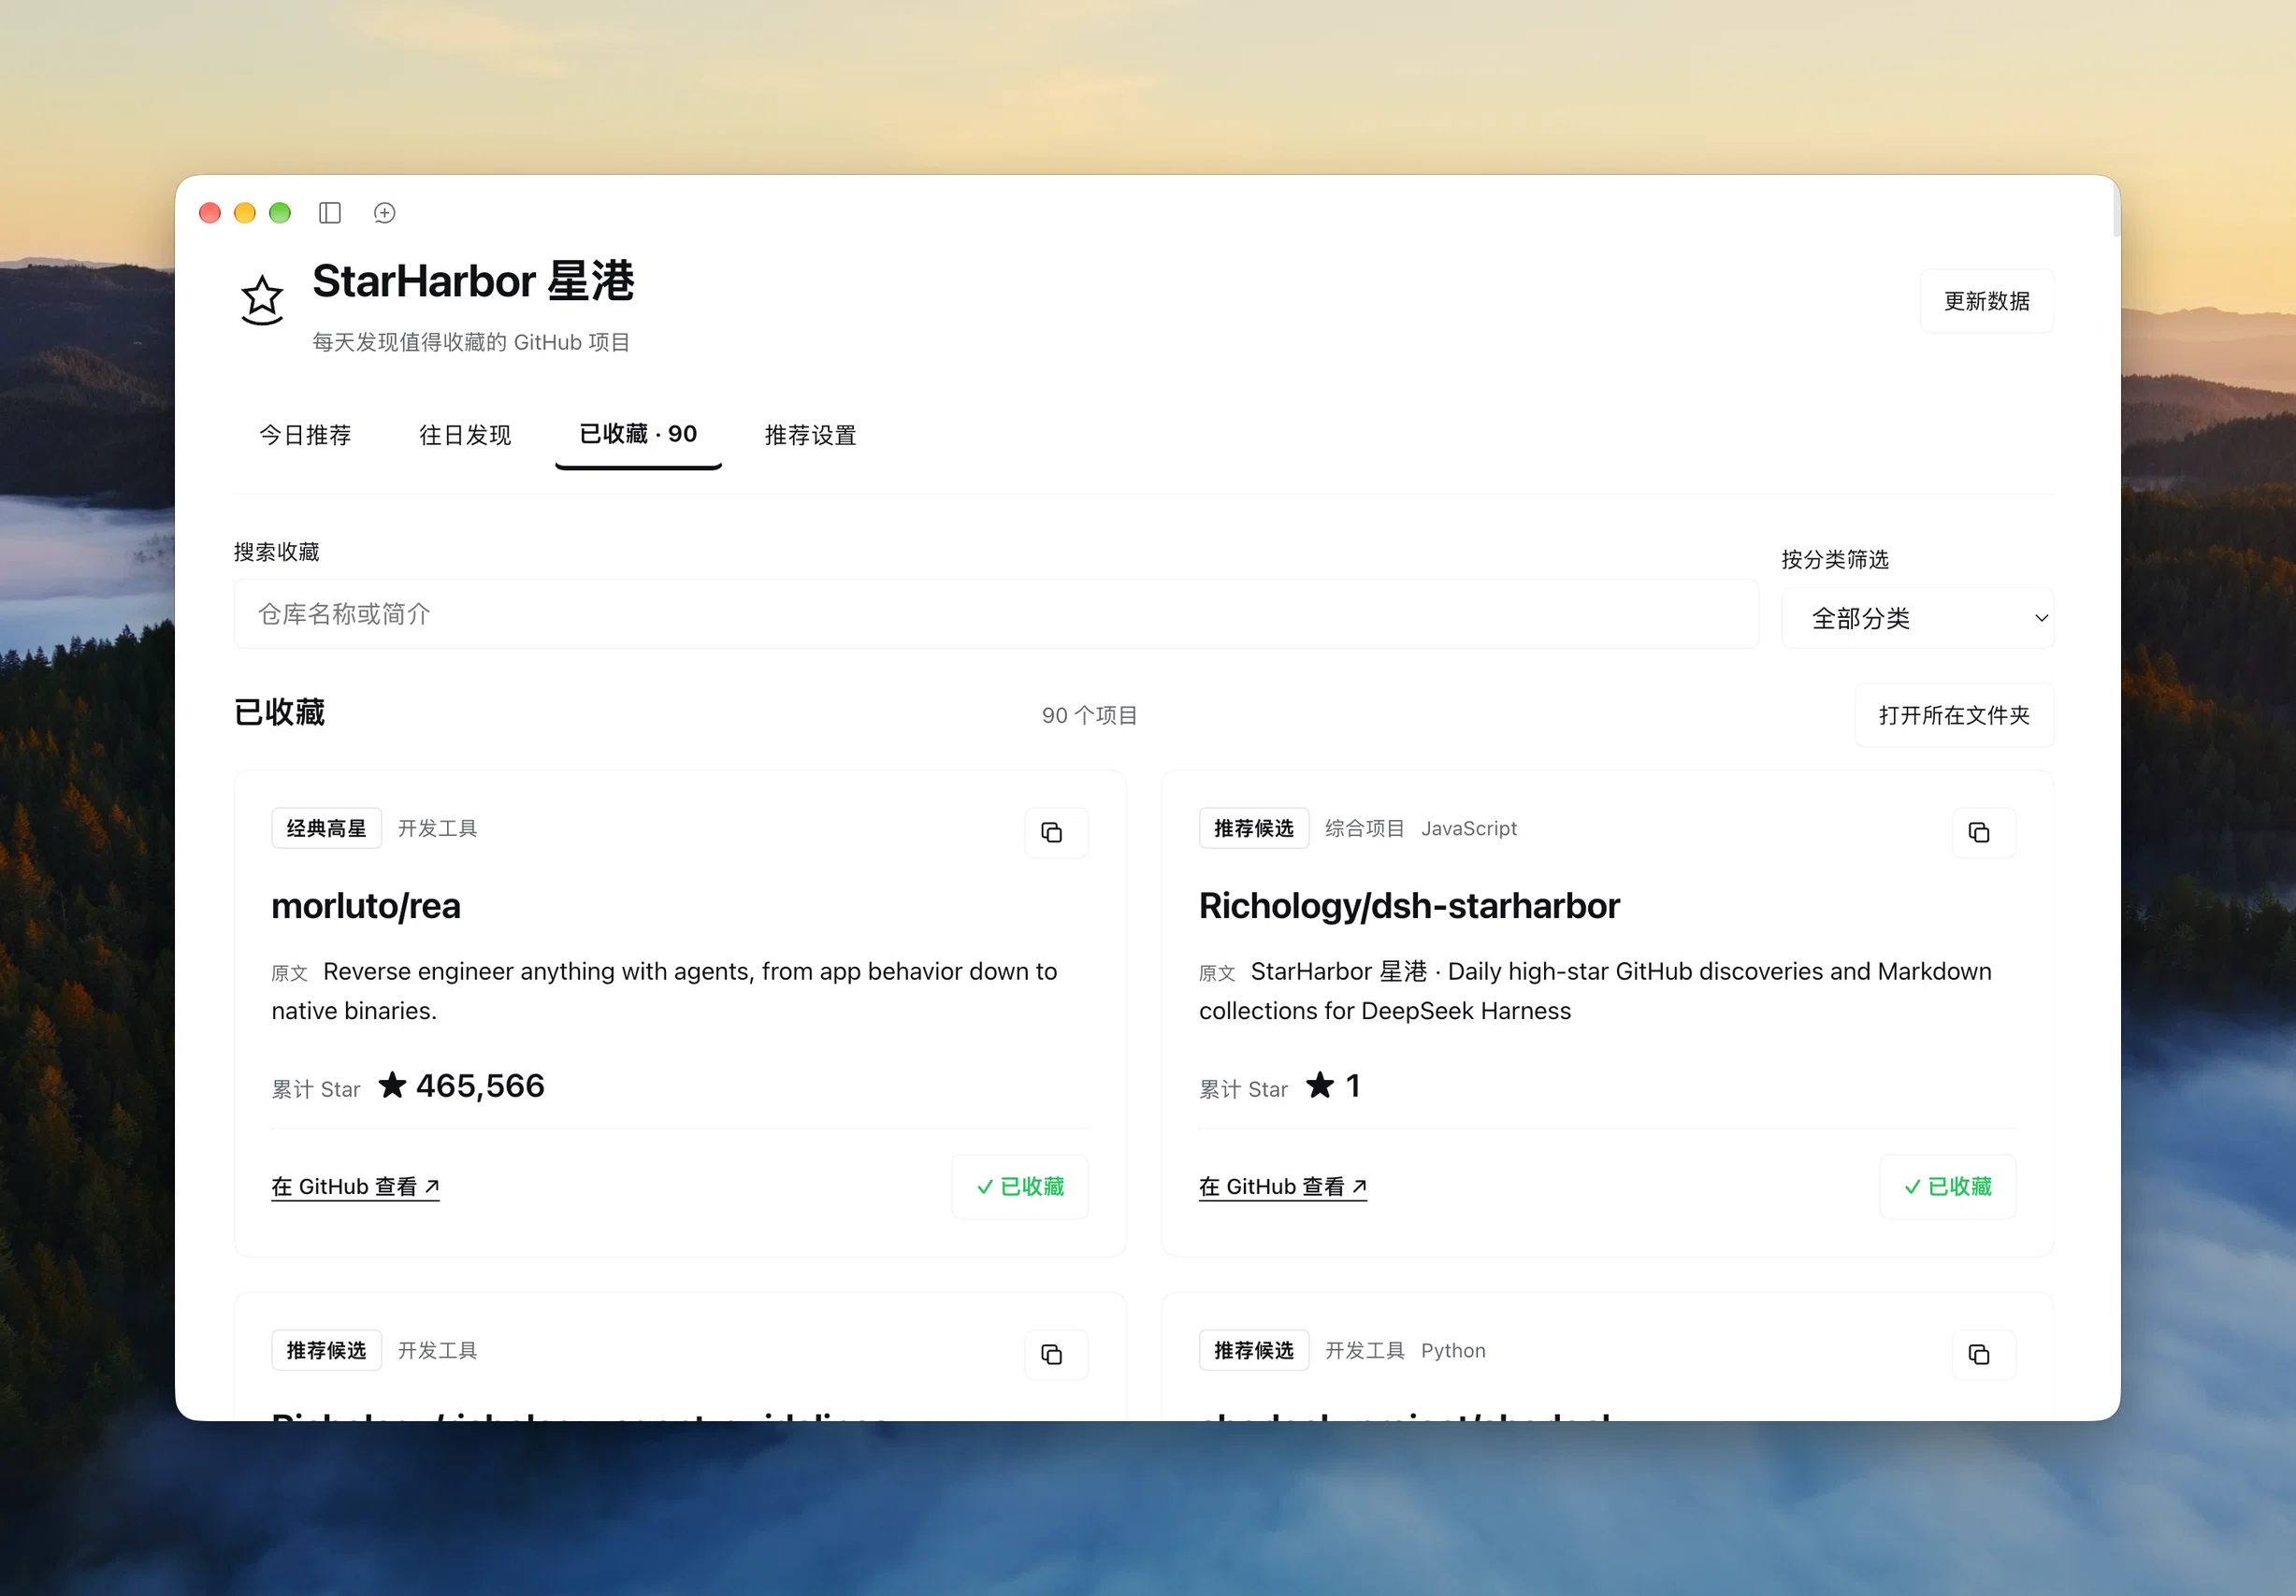 StarHarbor 星港
每天发现值得收藏的 GitHub 项目
更新数据
今日推荐 往日发现 已收藏 · 90 推荐设置
搜索收藏
按分类筛选
仓库名称或简介
全部分类
已收藏 90 个项目 打开所在文件夹
经典高星 开发工具
morluto/rea
原文 Reverse engineer anything with agents, from app behavior down to
native binaries.
累计 Star ★ 465,566
在 GitHub 查看 ↗ ✓ 已收藏
推荐候选 综合项目 JavaScript
Richology/dsh-starharbor
原文 StarHarbor 星港 · Daily high-star GitHub discoveries and Markdown
collections for DeepSeek Harness
累计 Star ★ 1
在 GitHub 查看 ↗ ✓ 已收藏
推荐候选 开发工具
推荐候选 开发工具 Python